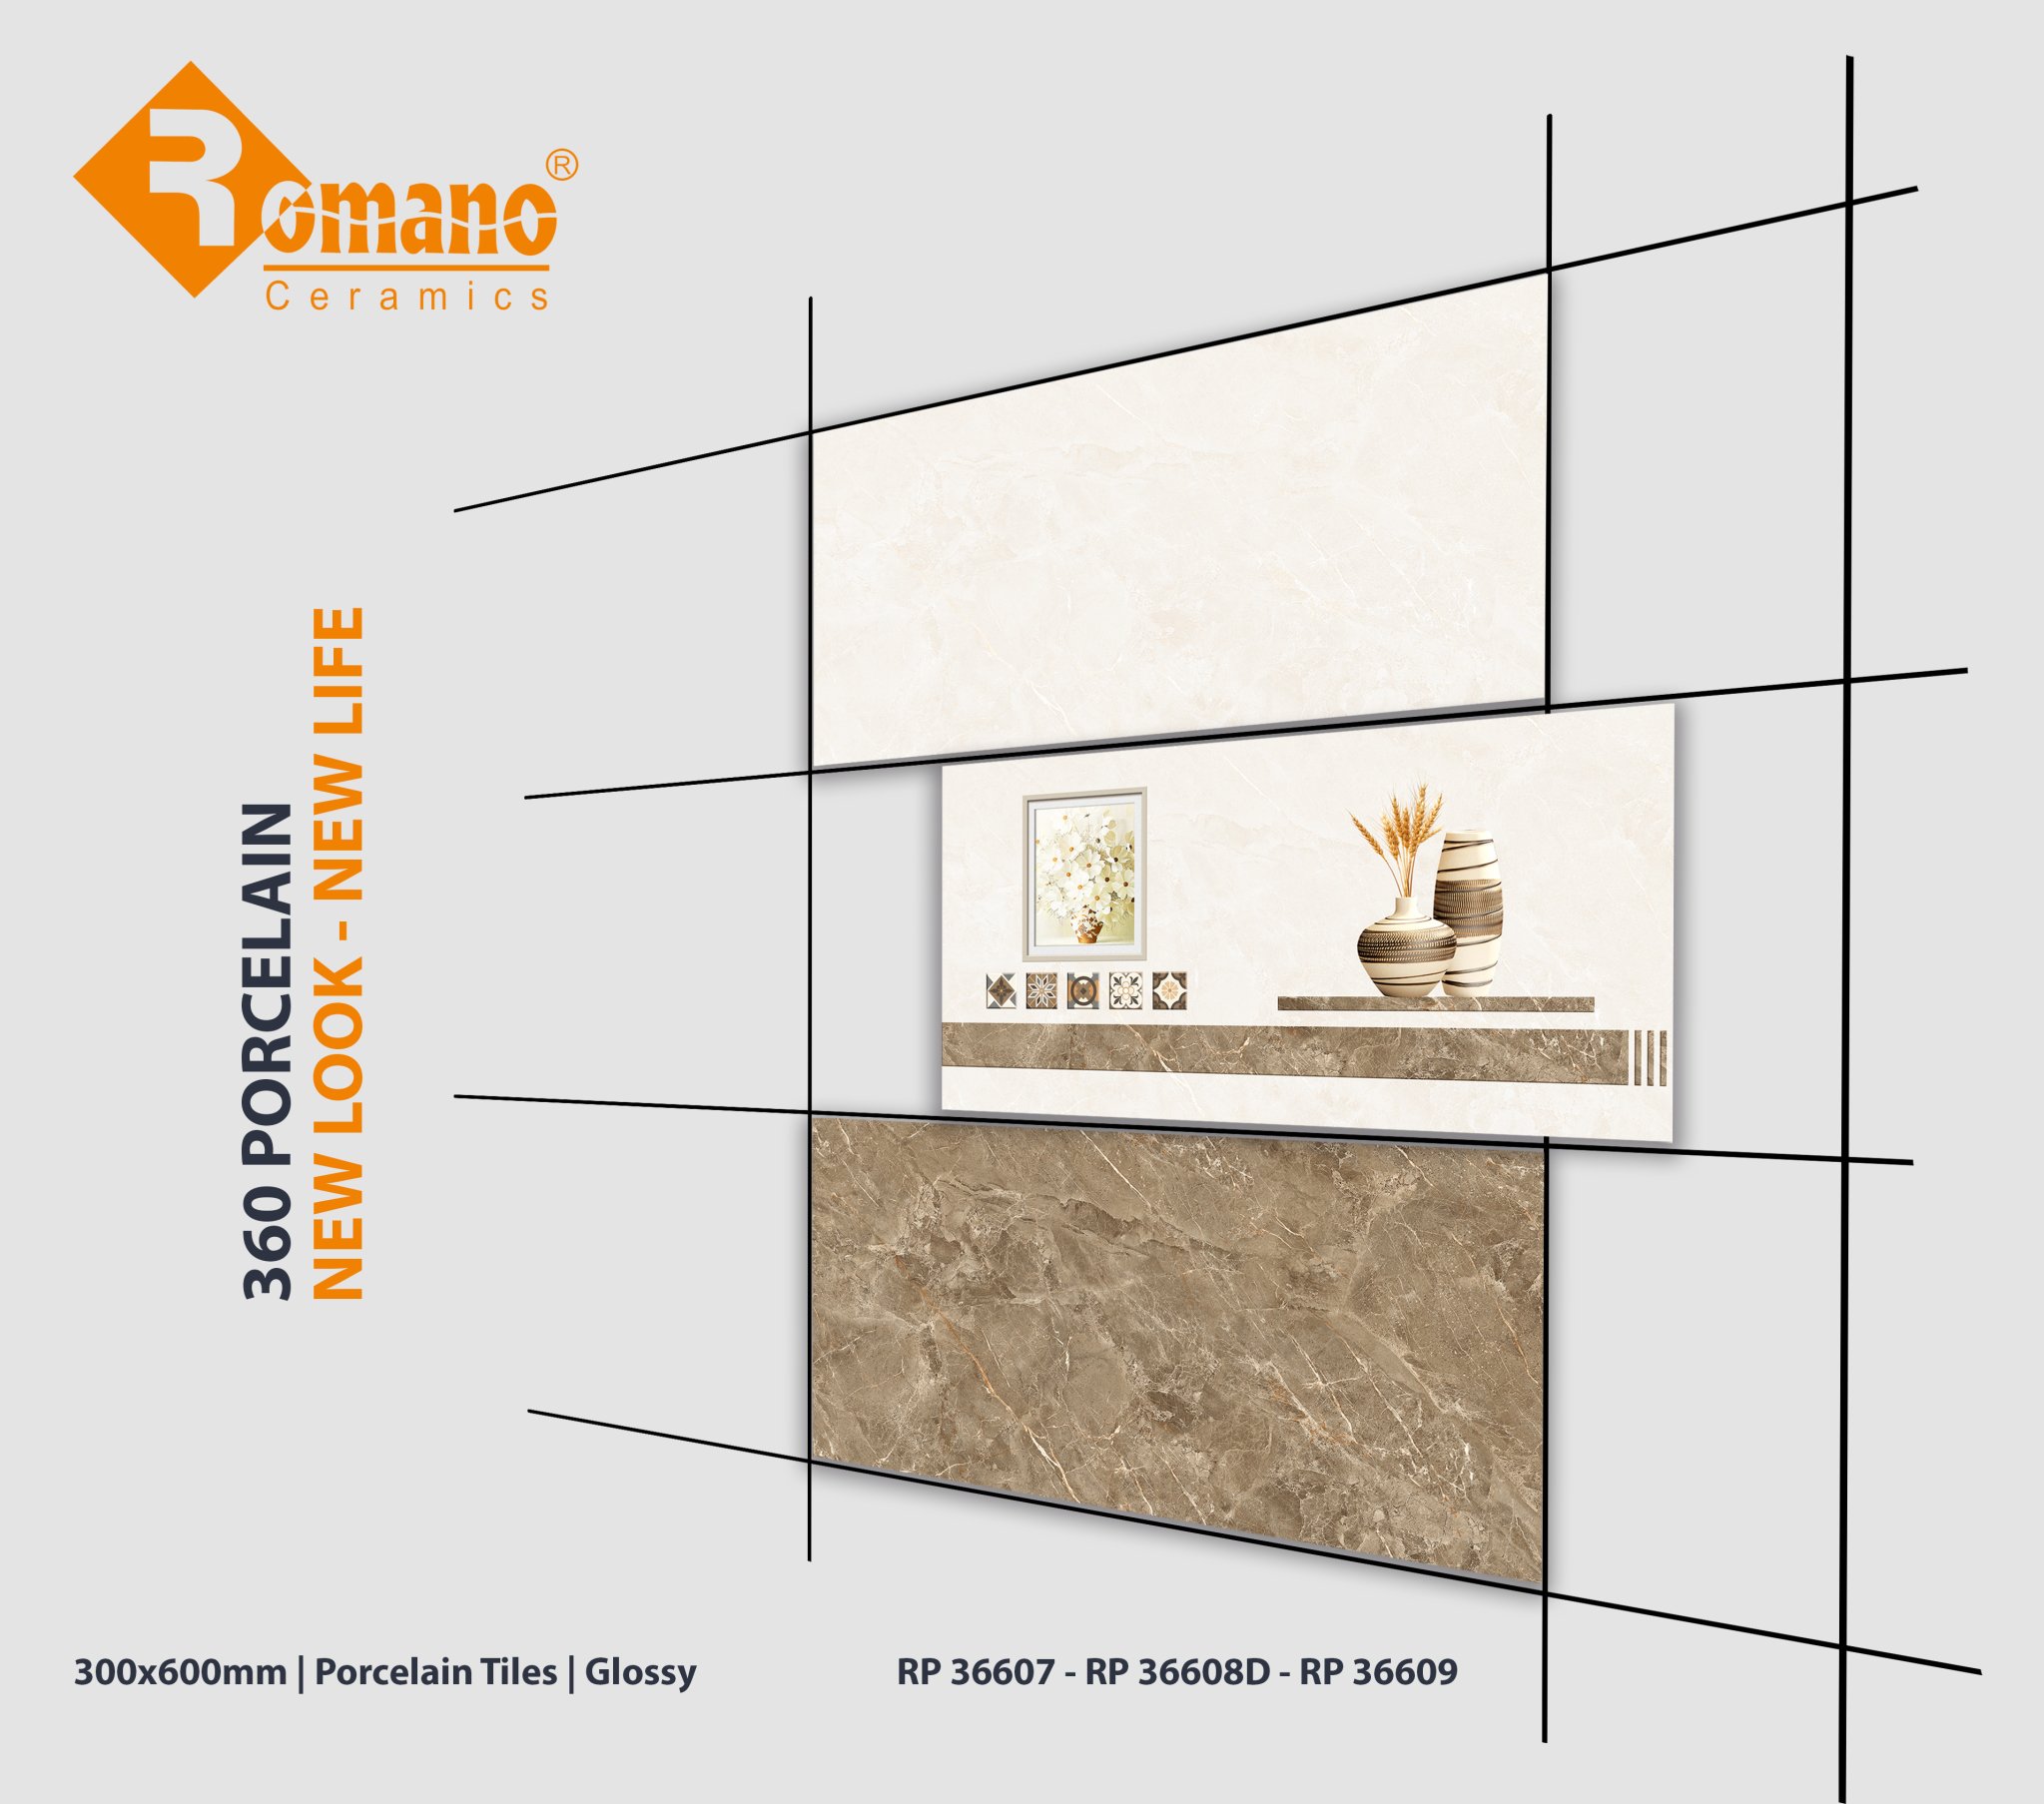 Romano®
Ceramics
360 PORCELAIN
NEW LOOK - NEW LIFE
300x600mm | Porcelain Tiles | Glossy
RP 36607 - RP 36608D - RP 36609